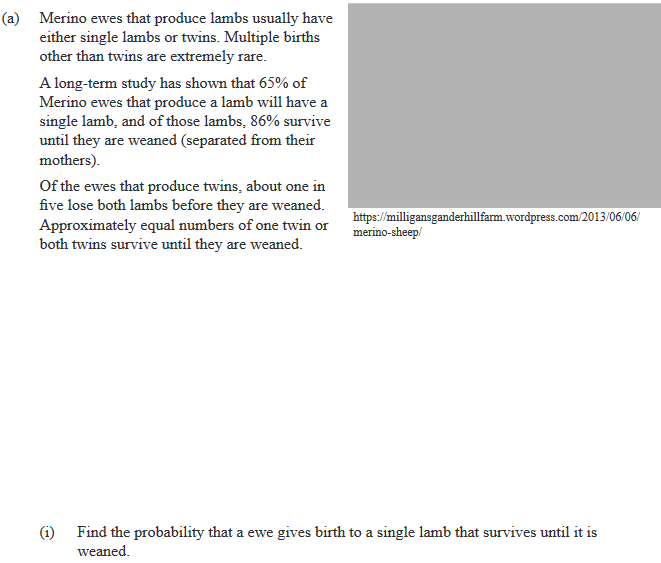 (a) Merino ewes that produce lambs usually have
either single lambs or twins. Multiple births
other than twins are extremely rare.
A long-term study has shown that 65% of
Merino ewes that produce a lamb will have a
single lamb, and of those lambs, 86% survive
until they are weaned (separated from their
mothers).
Of the ewes that produce twins, about one in
five lose both lambs before they are weaned.
Approximately equal numbers of one twin or
both twins survive until they are weaned.
https://milligansganderhillfarm.wordpress.com/2013/06/06/
merino-sheep/
(i) Find the probability that a ewe gives birth to a single lamb that survives until it is
weaned.